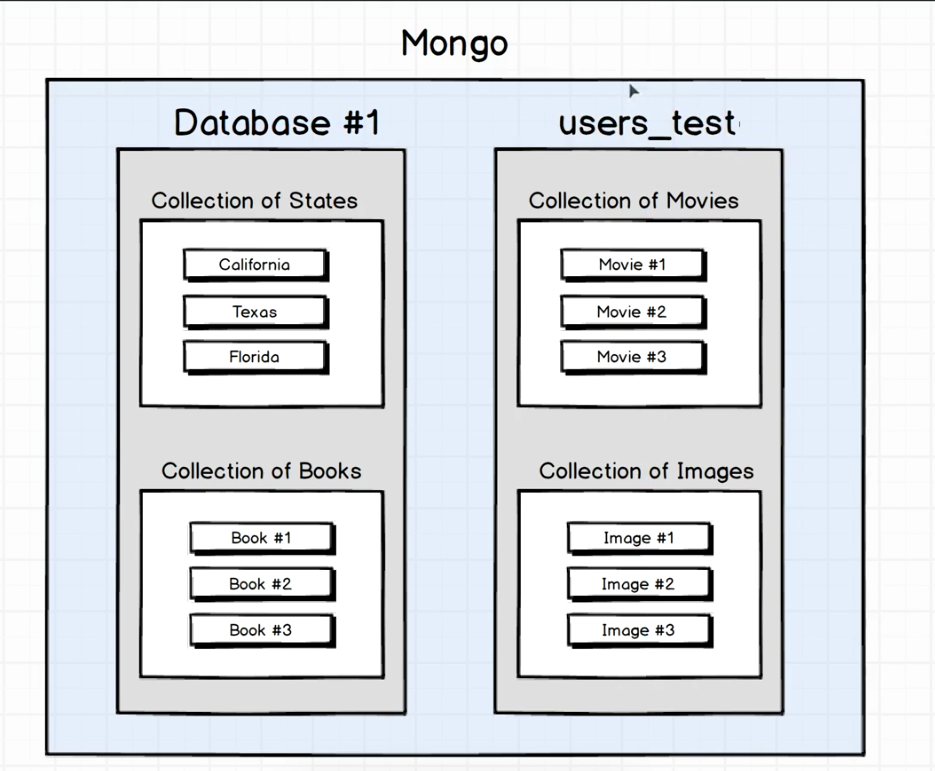 Mongo
Database #1
users_test
Collection of States
California
Texas
Florida
Collection of Books
Book #1
Book #2
Book #3
Collection of Movies
Movie #1
Movie #2
Movie #3
Collection of Images
Image #1
Image #2
Image #3